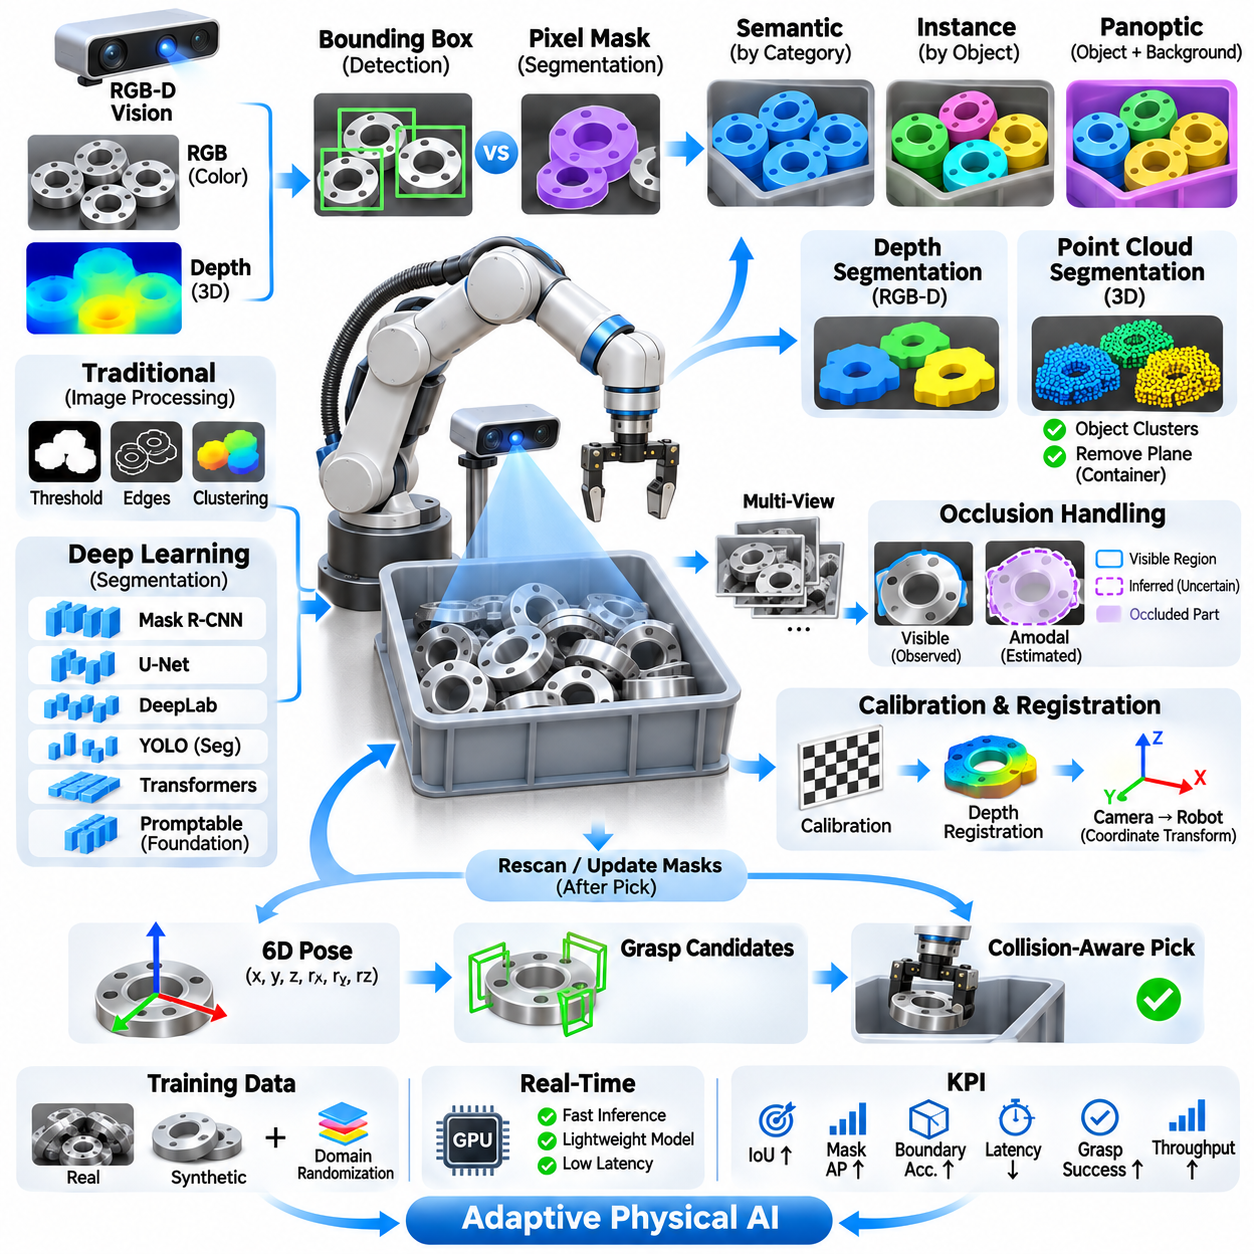 RGB-D
Vision
RGB
(Color)
Depth
(3D)
Bounding Box
(Detection)
VS
Pixel Mask
(Segmentation)
Semantic
(by Category)
Instance
(by Object)
Panoptic
(Object + Background)
Depth
Segmentation
(RGB-D)
Point Cloud
Segmentation
(3D)
Object Clusters
Remove Plane
(Container)
Traditional
(Image Processing)
Threshold
Edges
Clustering
Deep Learning
(Segmentation)
Mask R-CNN
U-Net
DeepLab
YOLO (Seg)
Transformers
Promptable
(Foundation)
Multi-View
...
Occlusion Handling
Visible
(Observed)
Amodal
(Estimated)
Visible Region
Inferred (Uncertain)
Occluded Part
Calibration & Registration
Calibration
Depth
Registration
Z
X
Y
Camera → Robot
(Coordinate Transform)
Rescan / Update Masks
(After Pick)
6D Pose
(x, y, z, rx, ry, rz)
Grasp Candidates
Collision-Aware Pick
Training Data
Real
Synthetic
+
Domain
Randomization
Real-Time
GPU
Fast Inference
Lightweight Model
Low Latency
KPI
IoU ↑
Mask
AP ↑
Boundary
Acc. ↑
Latency
↓
Grasp
Success ↑
Throughput
↑
Adaptive Physical AI